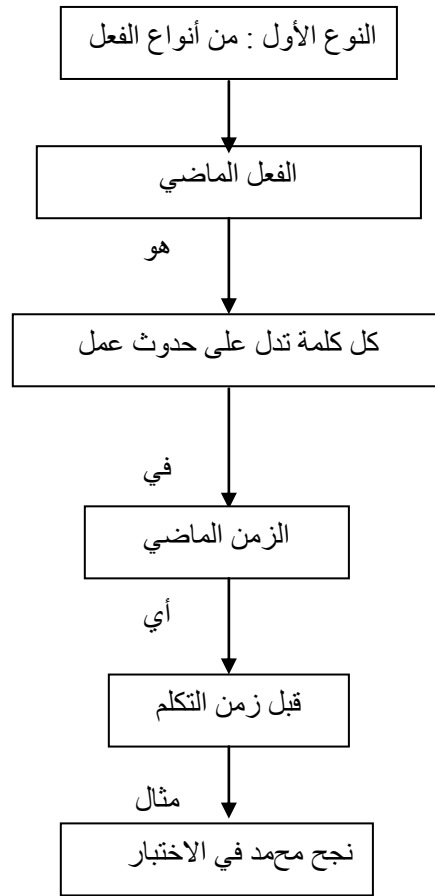 النوع الأول : من أنواع الفعل
الفعل الماضي
هو
كل كلمة تدل على حدوث عمل
في
الزمن الماضي
أي
قبل زمن التكلم
مثال
نجح محمد في الاختبار